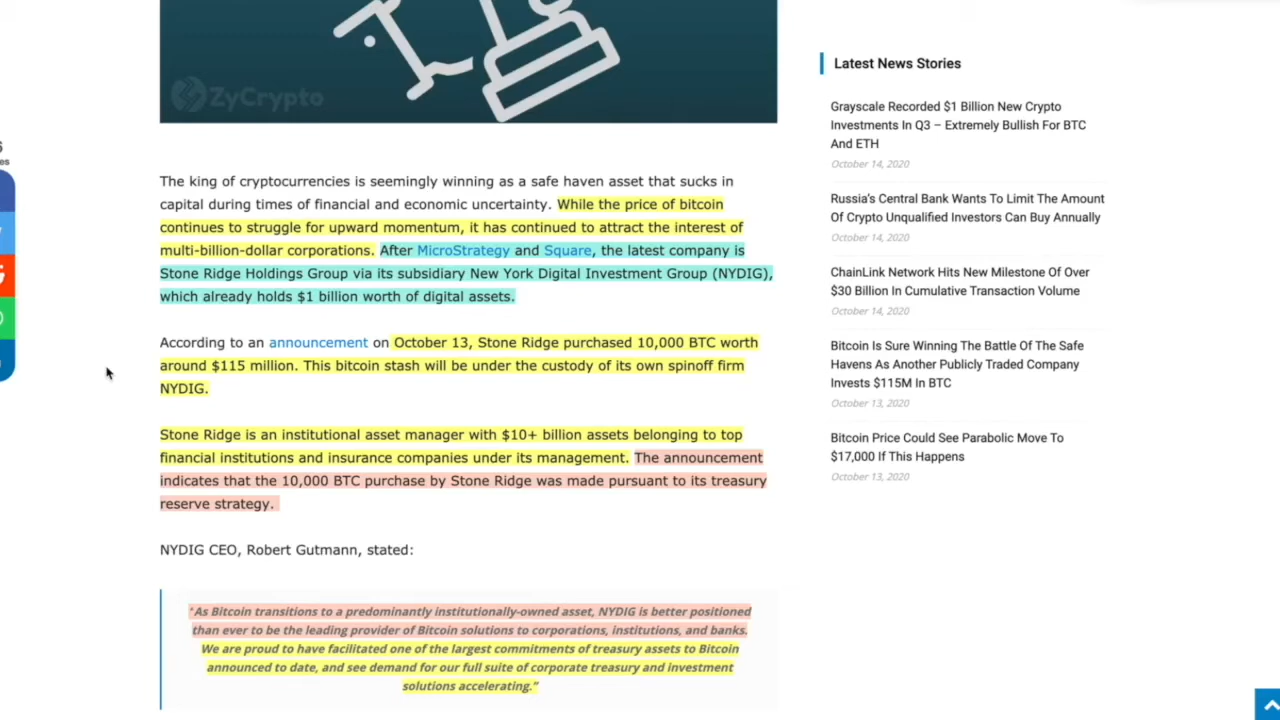 ZyCrypto
The king of cryptocurrencies is seemingly winning as a safe haven asset that sucks in
capital during times of financial and economic uncertainty. While the price of bitcoin
continues to struggle for upward momentum, it has continued to attract the interest of
multi-billion-dollar corporations. After MicroStrategy and Square, the latest company is
Stone Ridge Holdings Group via its subsidiary New York Digital Investment Group (NYDIG),
which already holds $1 billion worth of digital assets.
According to an announcement on October 13, Stone Ridge purchased 10,000 BTC worth
around $115 million. This bitcoin stash will be under the custody of its own spinoff firm
NYDIG.
Stone Ridge is an institutional asset manager with $10+ billion assets belonging to top
financial institutions and insurance companies under its management. The announcement
indicates that the 10,000 BTC purchase by Stone Ridge was made pursuant to its treasury
reserve strategy.
NYDIG CEO, Robert Gutmann, stated:
“As Bitcoin transitions to a predominantly institutionally-owned asset, NYDIG is better positioned
than ever to be the leading provider of Bitcoin solutions to corporations, institutions, and banks.
We are proud to have facilitated one of the largest commitments of treasury assets to Bitcoin
announced to date, and see demand for our full suite of corporate treasury and investment
solutions accelerating.”
Latest News Stories
Grayscale Recorded $1 Billion New Crypto
Investments In Q3 – Extremely Bullish For BTC
And ETH
October 14, 2020
Russia’s Central Bank Wants To Limit The Amount
Of Crypto Unqualified Investors Can Buy Annually
October 14, 2020
ChainLink Network Hits New Milestone Of Over
$30 Billion In Cumulative Transaction Volume
October 14, 2020
Bitcoin Is Sure Winning The Battle Of The Safe
Havens As Another Publicly Traded Company
Invests $115M In BTC
October 13, 2020
Bitcoin Price Could See Parabolic Move To
$17,000 If This Happens
October 13, 2020